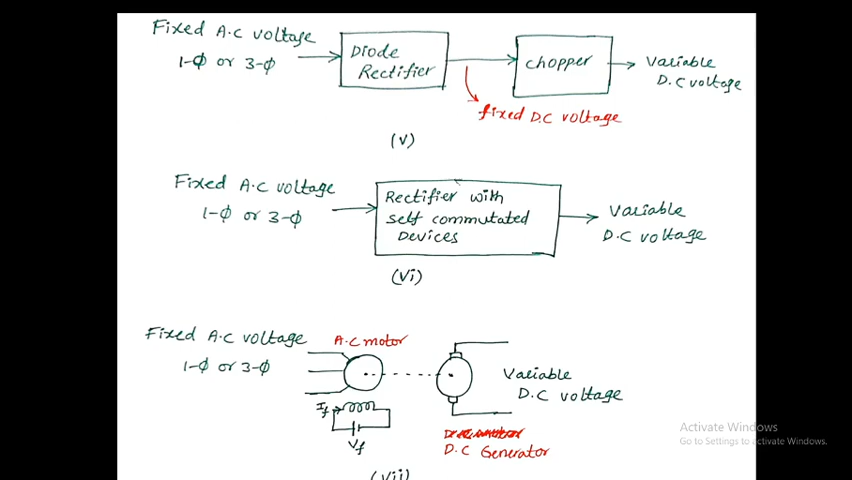 Fixed A.C voltage
1-Φ or 3-Φ
Diode
Rectifier
chopper
Variable
D.C voltage
fixed D.C voltage
(v)
Fixed A.C voltage
1-Φ or 3-Φ
Rectifier with
self commutated
Devices
Variable
D.C voltage
(vi)
Fixed A.C voltage
1-Φ or 3-Φ
A.C motor
Variable
D.C voltage
If
Vf
D.C Generator
(vii)
Activate Windows
Go to Settings to activate Windows.